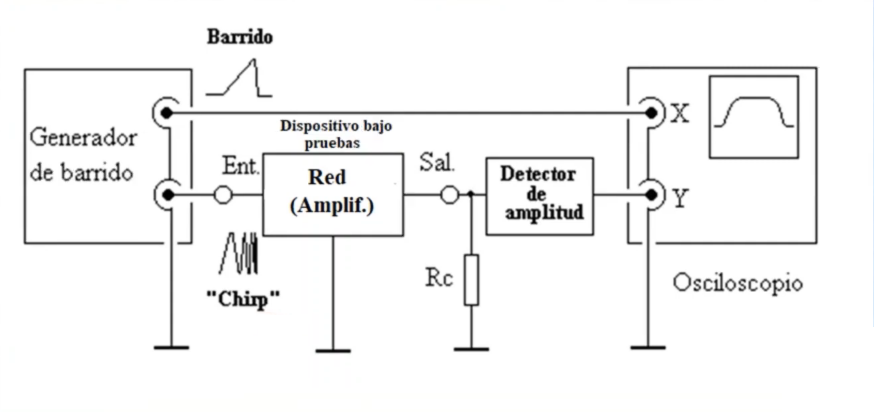 Barrido
Generador
de barrido
Dispositivo bajo
pruebas
X
Ent.
Red
(Amplif.)
Sal.
Detector
de
amplitud
Y
"Chirp"
Rc
Osciloscopio